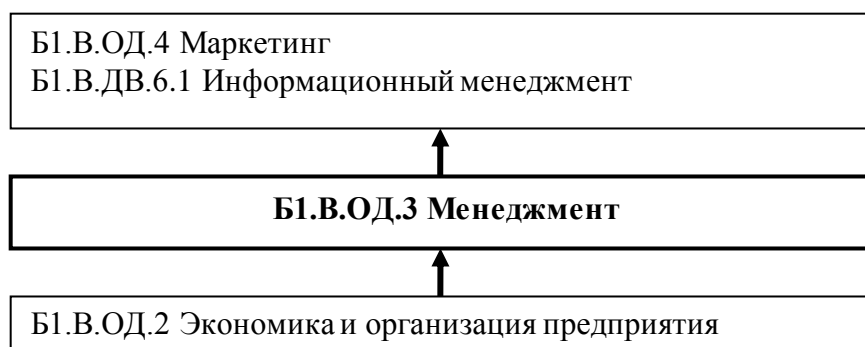 Б1.В.ОД.4 Маркетинг
Б1.В.ДВ.6.1 Информационный менеджмент
Б1.В.ОД.3 Менеджмент
Б1.В.ОД.2 Экономика и организация предприятия